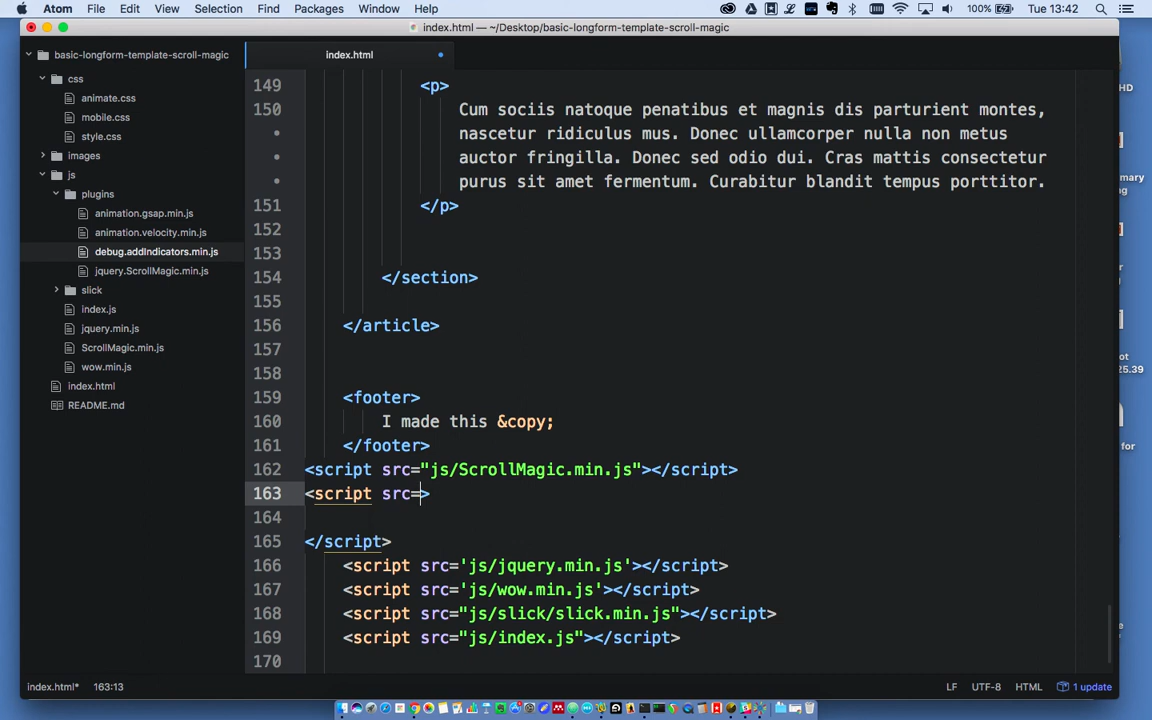 Atom File Edit View Selection Find Packages Window Help 100% Tue 13:42
index.html — ~/Desktop/basic-longform-template-scroll-magic
basic-longform-template-scroll-magic
css
animate.css
mobile.css
style.css
images
js
plugins
animation.gsap.min.js
animation.velocity.min.js
debug.addIndicators.min.js
jquery.ScrollMagic.min.js
slick
index.js
jquery.min.js
ScrollMagic.min.js
wow.min.js
index.html
README.md
index.html
149 <p>
150 Cum sociis natoque penatibus et magnis dis parturient montes,
nascetur ridiculus mus. Donec ullamcorper nulla non metus
auctor fringilla. Donec sed odio dui. Cras mattis consectetur
purus sit amet fermentum. Curabitur blandit tempus porttitor.
151 </p>
152
153
154 </section>
155
156 </article>
157
158
159 <footer>
160 I made this &copy;
161 </footer>
162 <script src="js/ScrollMagic.min.js"></script>
163 <script src=>
164
165 </script>
166 <script src='js/jquery.min.js'></script>
167 <script src='js/wow.min.js'></script>
168 <script src="js/slick/slick.min.js"></script>
169 <script src="js/index.js"></script>
170
index.html* 163:13 LF UTF-8 HTML 1 update
HD
mary
ng
r
ot
25.39
for